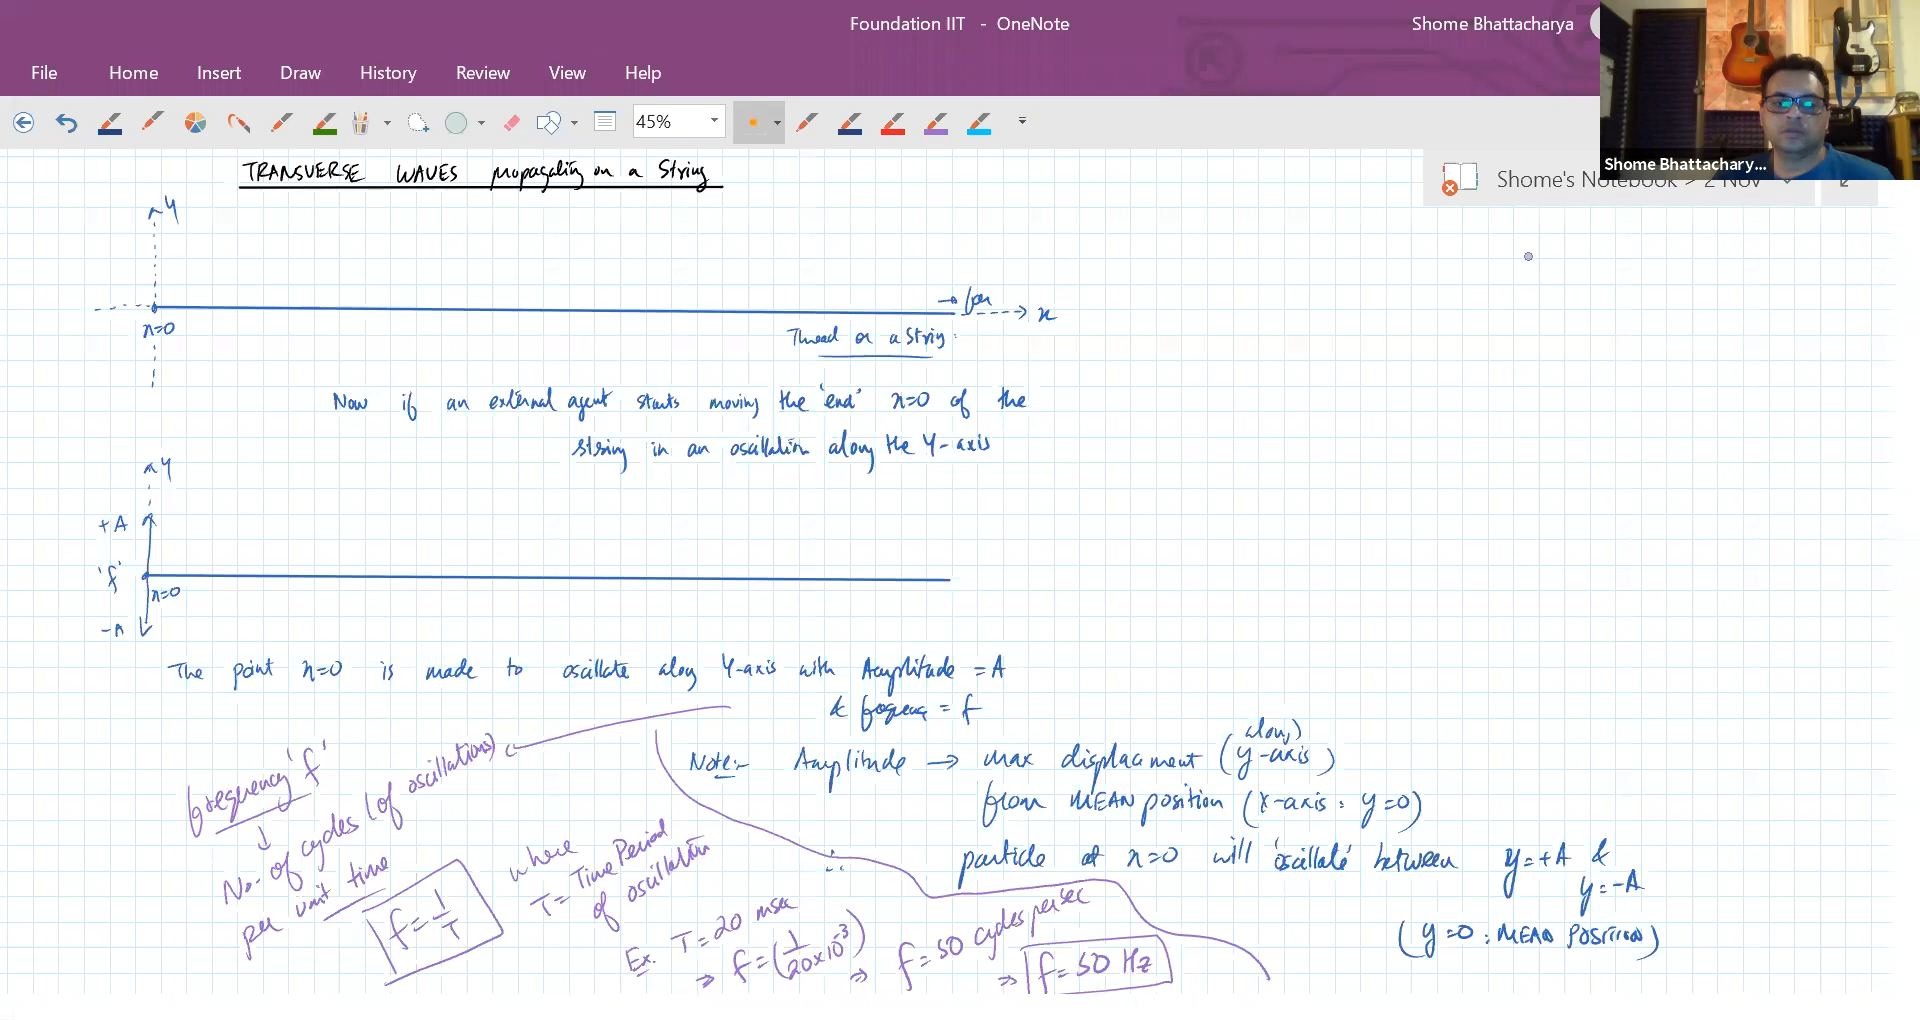 Foundation IIT - OneNote
Shome Bhattacharya
File Home Insert Draw History Review View Help
45%
Shome Bhattachary...
Shome's Notebook > 2 Nov
TRANSVERSE WAVES propagating on a String
Y
x=0
→ far
x
Thread or a String
Now if an external agent starts moving the 'end' x=0 of the
string in an oscillation along the Y-axis
Y
+A
'f'
x=0
-A
The point x=0 is made to oscillate along Y-axis with Amplitude = A
& frequency = f
Note:- Amplitude → max displacement (along y-axis)
from MEAN position (x-axis : y=0)
∴ particle at x=0 will 'oscillate' between y=+A &
y=-A
(y=0 : MEAN POSITION)
frequency 'f'
↓
No. of cycles (of oscillations)
per unit time
f = 1/T
where
T = Time Period
of oscillation
Ex. T = 20 msec
⇒ f = (1/20×10⁻³)
⇒ f = 50 cycles per sec
⇒ f = 50 Hz